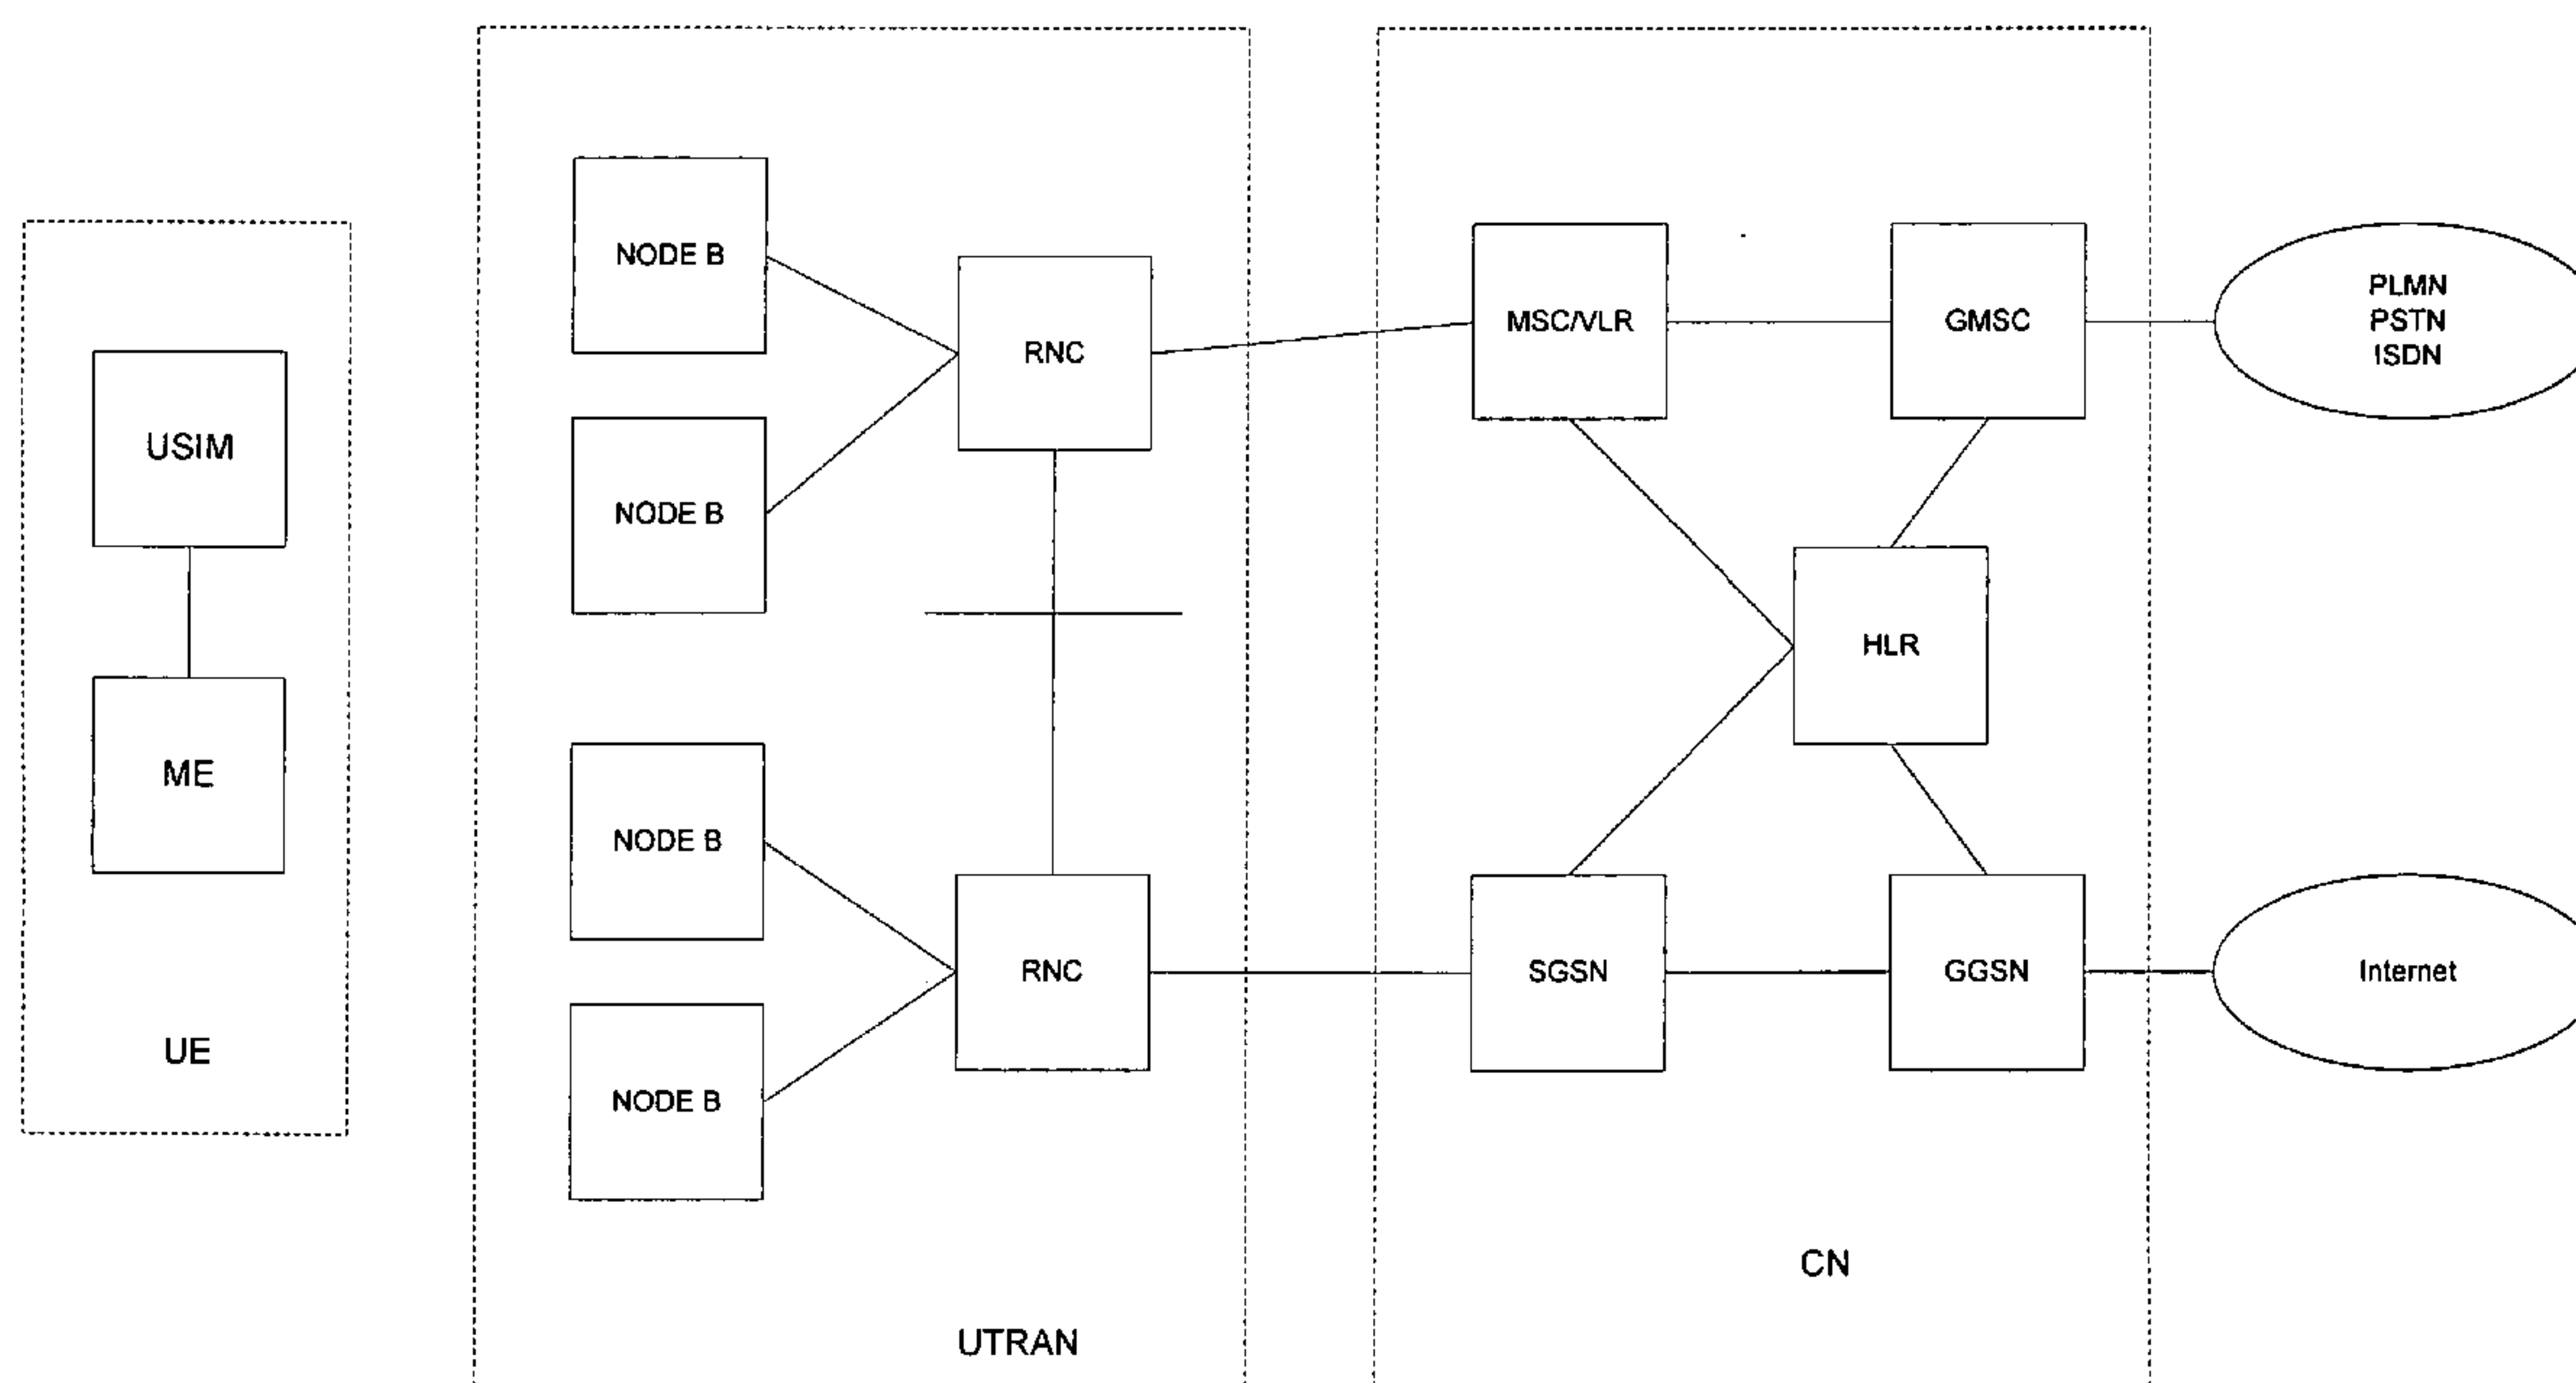 USIM
ME
UE
NODE B
NODE B
RNC
NODE B
NODE B
RNC
UTRAN
MSC/VLR
GMSC
HLR
SGSN
GGSN
CN
PLMN
PSTN
ISDN
Internet